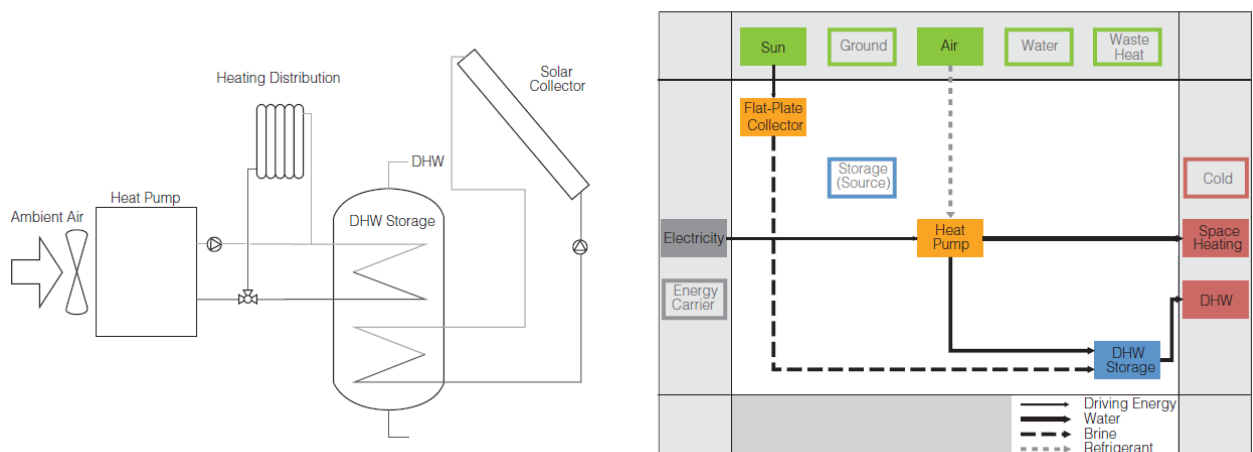 Heating Distribution
Solar
Collector
DHW
Heat Pump
Ambient Air
DHW Storage
Sun
Ground
Air
Water
Waste
Heat
Flat-Plate
Collector
Storage
(Source)
Cold
Electricity
Heat
Pump
Space
Heating
Energy
Carrier
DHW
DHW
Storage
Driving Energy
Water
Brine
Refrigerant